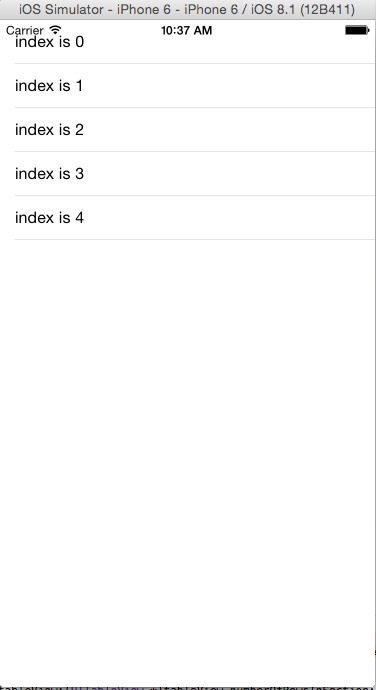 iOS Simulator - iPhone 6 - iPhone 6 / iOS 8.1 (12B411)
Carrier 10:37 AM
index is 0
index is 1
index is 2
index is 3
index is 4